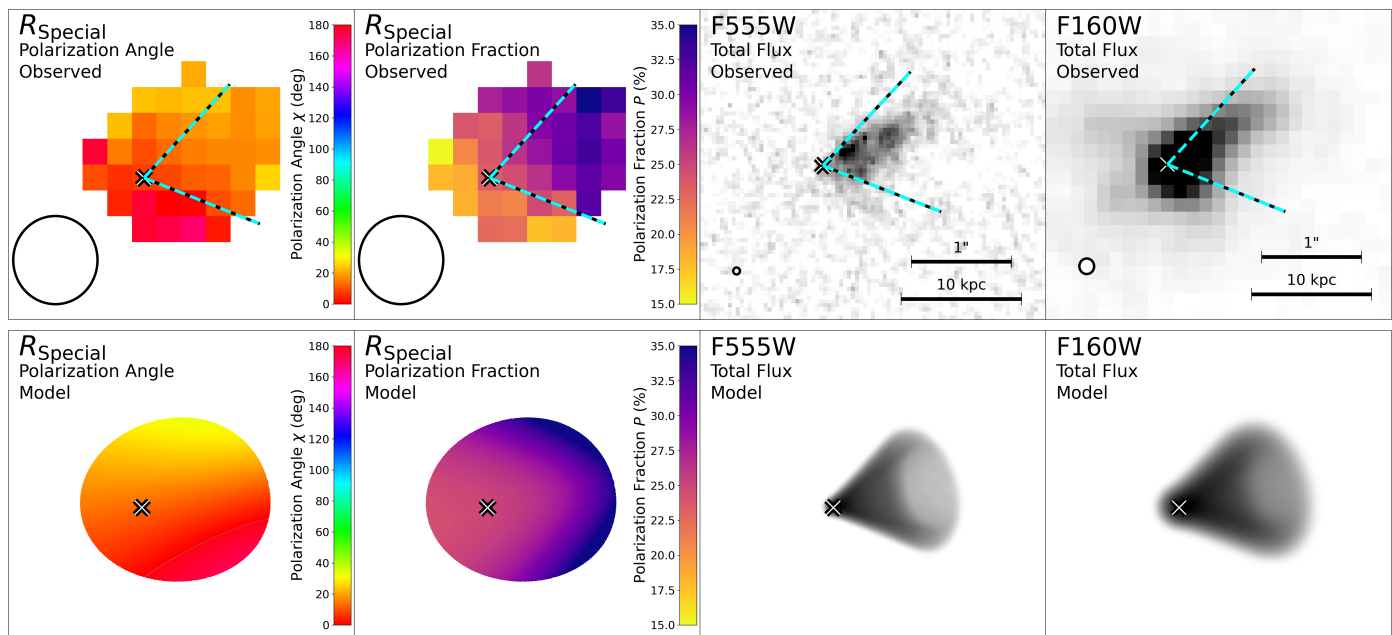 R_Special
Polarization Angle
Observed
180
160
140
120
100
80
60
40
20
0
Polarization Angle χ (deg)
R_Special
Polarization Fraction
Observed
35.0
32.5
30.0
27.5
25.0
22.5
20.0
17.5
15.0
Polarization Fraction P (%)
F555W
Total Flux
Observed
1"
10 kpc
F160W
Total Flux
Observed
1"
10 kpc
R_Special
Polarization Angle
Model
180
160
140
120
100
80
60
40
20
0
Polarization Angle χ (deg)
R_Special
Polarization Fraction
Model
35.0
32.5
30.0
27.5
25.0
22.5
20.0
17.5
15.0
Polarization Fraction P (%)
F555W
Total Flux
Model
F160W
Total Flux
Model